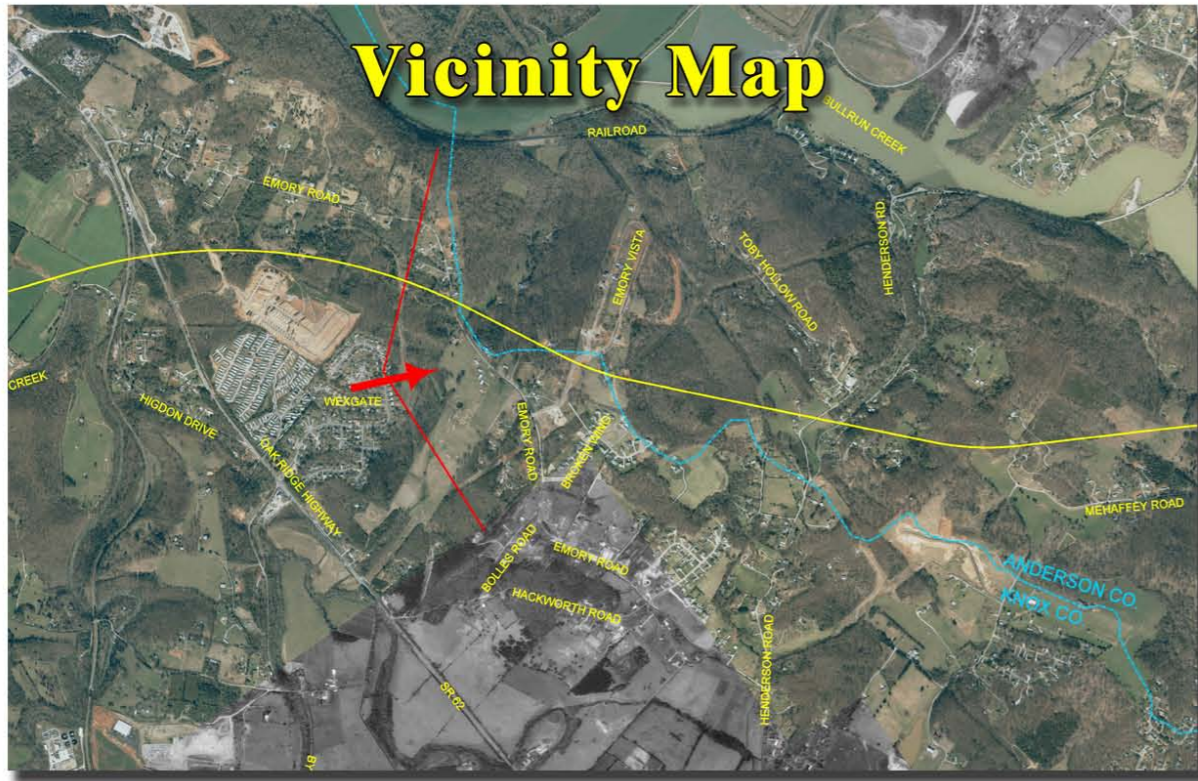 Vicinity Map
BULLRUN CREEK
RAILROAD
EMORY ROAD
HENDERSON RD.
EMORY VISTA
TOBY HOLLOW ROAD
CREEK
WEXGATE
HIGDON DRIVE
OAK RIDGE HIGHWAY
EMORY ROAD
BROKEN WING
MEHAFFEY ROAD
BOLLES ROAD
EMORY ROAD
ANDERSON CO.
KNOX CO
HACKWORTH ROAD
HENDERSON ROAD
SR 62
BY